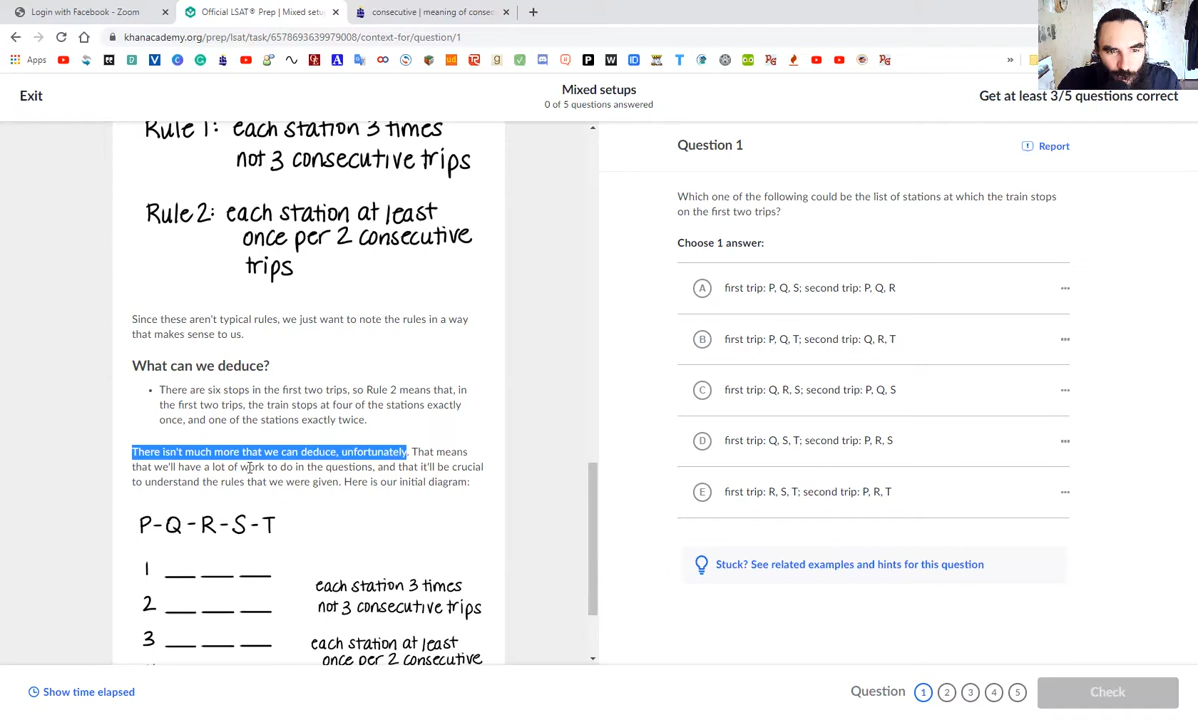 Login with Facebook - Zoom
Official LSAT® Prep | Mixed setu
consecutive | meaning of consec
khanacademy.org/prep/lsat/task/6578693639979008/context-for/question/1
Apps
Exit
Mixed setups
0 of 5 questions answered
Get at least 3/5 questions correct
Rule 1: each station 3 times
not 3 consecutive trips
Rule 2: each station at least
once per 2 consecutive
trips
Since these aren't typical rules, we just want to note the rules in a way
that makes sense to us.
What can we deduce?
• There are six stops in the first two trips, so Rule 2 means that, in
the first two trips, the train stops at four of the stations exactly
once, and one of the stations exactly twice.
There isn't much more that we can deduce, unfortunately. That means
that we'll have a lot of work to do in the questions, and that it'll be crucial
to understand the rules that we were given. Here is our initial diagram:
P-Q-R-S-T
1
2
3
each station 3 times
not 3 consecutive trips
each station at least
once per 2 consecutive
Question 1
Report
Which one of the following could be the list of stations at which the train stops
on the first two trips?
Choose 1 answer:
A first trip: P, Q, S; second trip: P, Q, R
B first trip: P, Q, T; second trip: Q, R, T
C first trip: Q, R, S; second trip: P, Q, S
D first trip: Q, S, T; second trip: P, R, S
E first trip: R, S, T; second trip: P, R, T
Stuck? See related examples and hints for this question
Show time elapsed
Question 1 2 3 4 5
Check